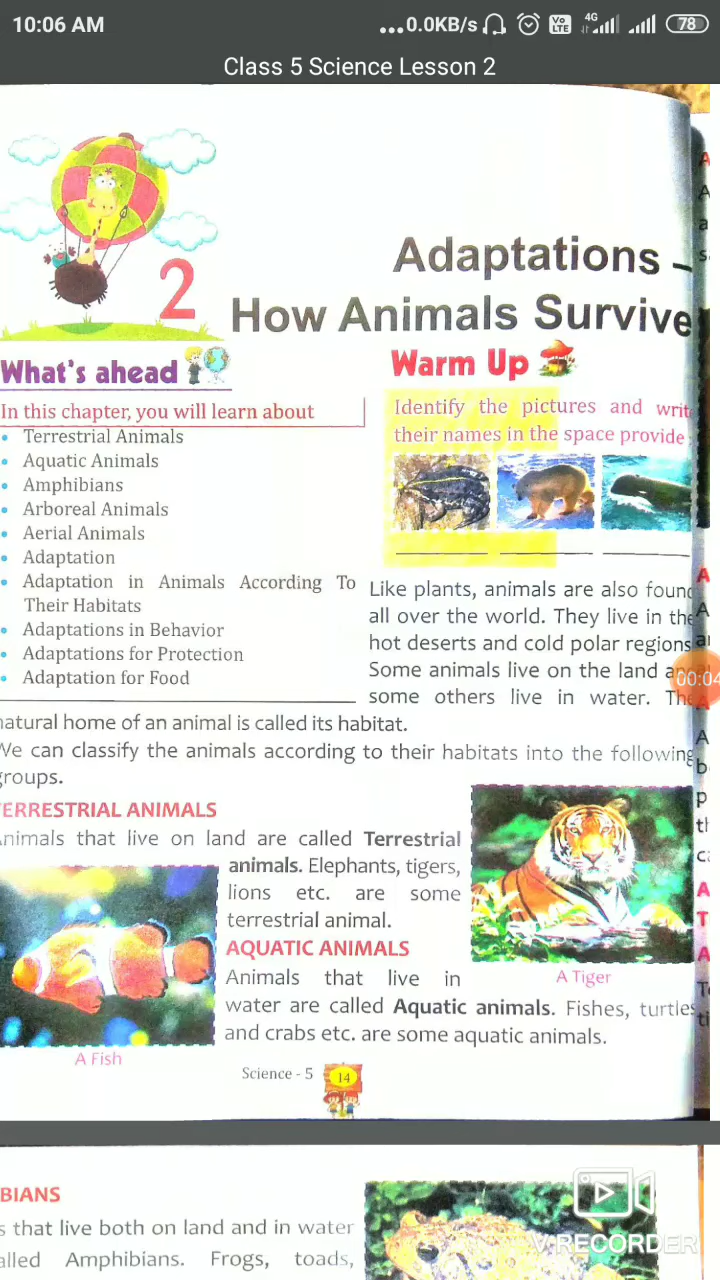 10:06 AM
...0.0KB/s
Vo
LTE
4G
78
Class 5 Science Lesson 2
2
Adaptations –
How Animals Survive
What's ahead
In this chapter, you will learn about
• Terrestrial Animals
• Aquatic Animals
• Amphibians
• Arboreal Animals
• Aerial Animals
• Adaptation
• Adaptation in Animals According To
Their Habitats
• Adaptations in Behavior
• Adaptations for Protection
• Adaptation for Food
Warm Up
Identify the pictures and writ
their names in the space provide
Like plants, animals are also foun
all over the world. They live in the
hot deserts and cold polar regions
Some animals live on the land an
some others live in water. The
natural home of an animal is called its habitat.
We can classify the animals according to their habitats into the following
groups.
ERRESTRIAL ANIMALS
nimals that live on land are called Terrestrial
animals. Elephants, tigers,
lions etc. are some
terrestrial animal.
A Tiger
AQUATIC ANIMALS
Animals that live in
water are called Aquatic animals. Fishes, turtles
and crabs etc. are some aquatic animals.
A Fish
Science - 5
14
00:04
BIANS
s that live both on land and in water
alled Amphibians. Frogs, toads,
V RECORDER